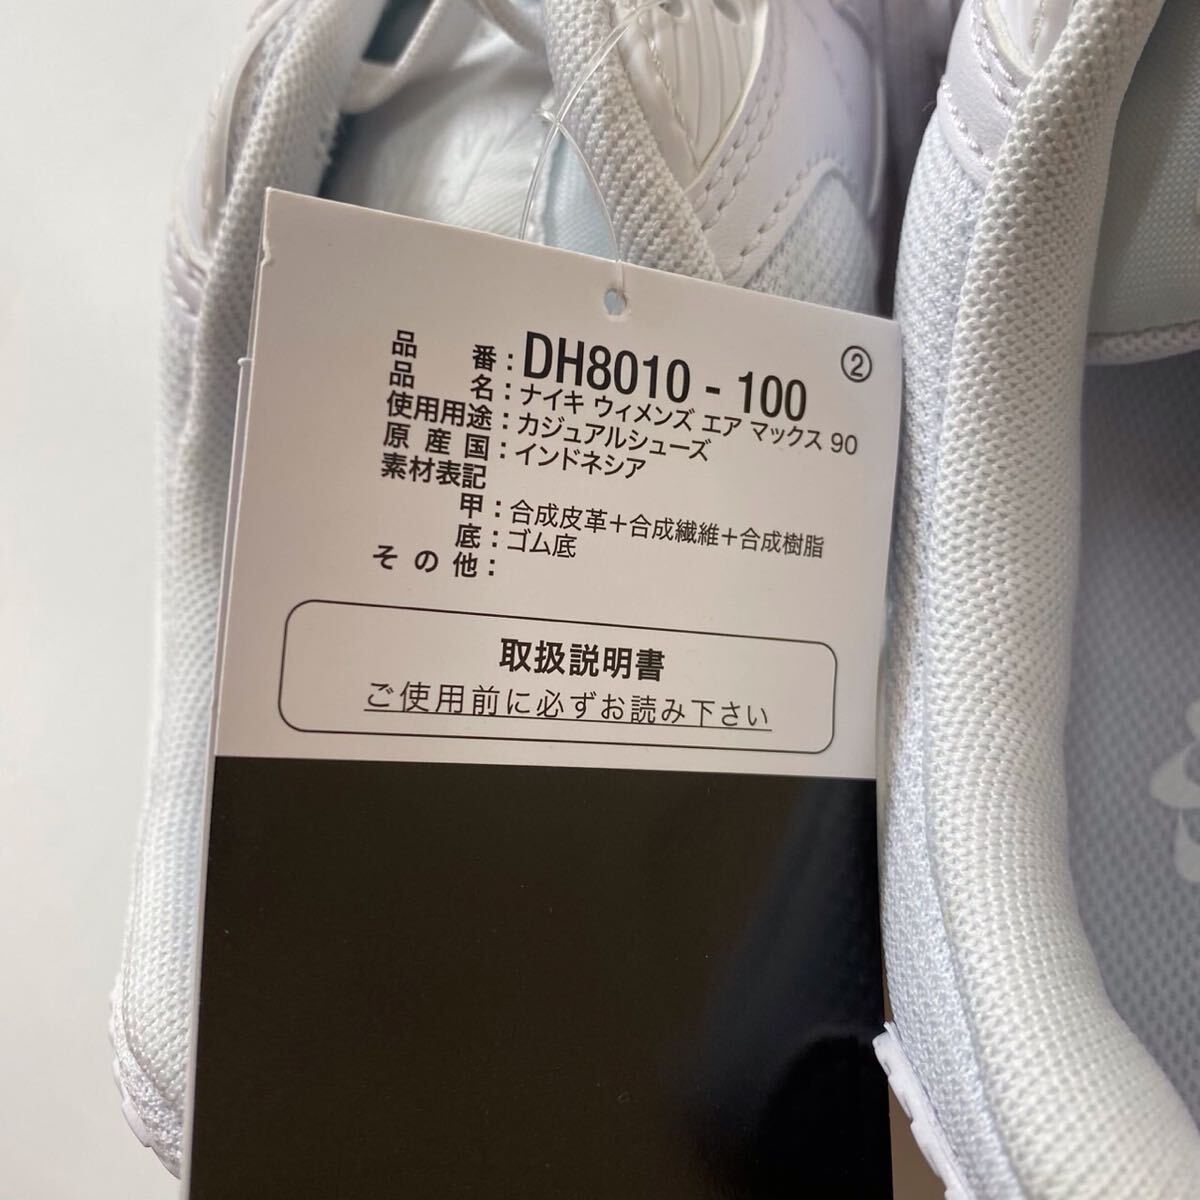 品番：DH8010 - 100 ②
品名：ナイキ ウィメンズ エア マックス 90
使用用途：カジュアルシューズ
原産国：インドネシア
素材表記
甲：合成皮革＋合成繊維＋合成樹脂
底：ゴム底
その他：
取扱説明書
ご使用前に必ずお読み下さい